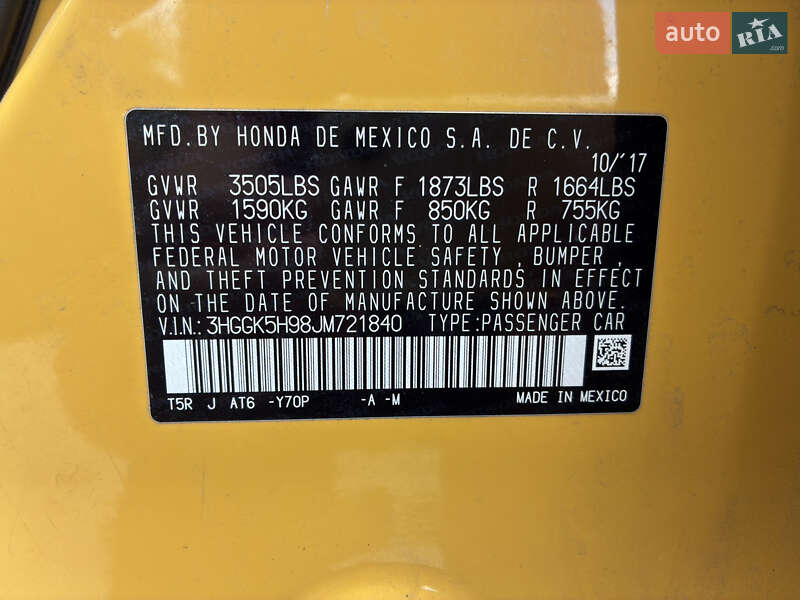 auto RIA.com
MFD.BY HONDA DE MEXICO S.A. DE C.V.
10/'17
GVWR 3505LBS GAWR F 1873LBS R 1664LBS
GVWR 1590KG GAWR F 850KG R 755KG
THIS VEHICLE CONFORMS TO ALL APPLICABLE
FEDERAL MOTOR VEHICLE SAFETY , BUMPER ,
AND THEFT PREVENTION STANDARDS IN EFFECT
ON THE DATE OF MANUFACTURE SHOWN ABOVE.
V.I.N.: 3HGGK5H98JM721840 TYPE:PASSENGER CAR
T5R J AT6 -Y70P -A -M MADE IN MEXICO